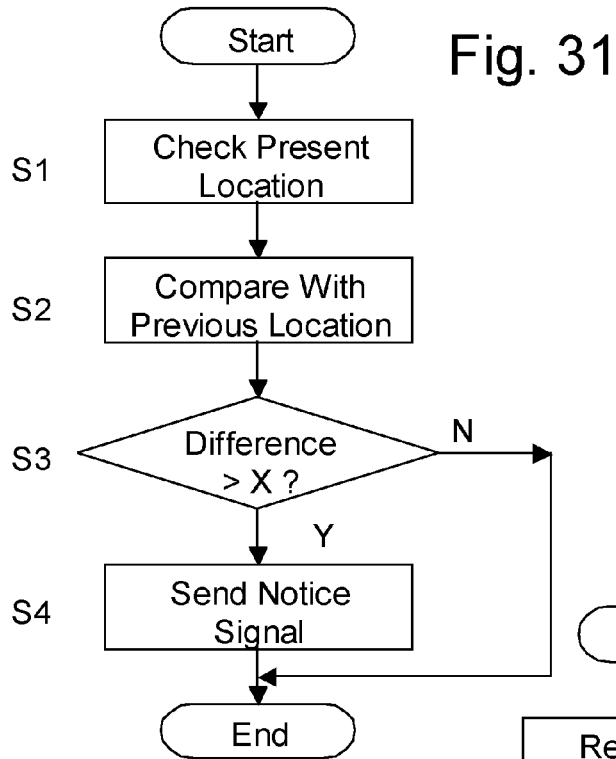 Start
Fig. 31
S1
Check Present
Location
S2
Compare With
Previous Location
S3
Difference
> X ?
N
Y
S4
Send Notice
Signal
End
Re